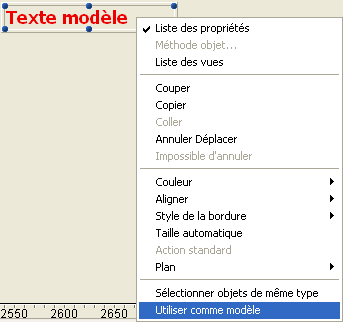 Texte modèle
Liste des propriétés
Méthode objet...
Liste des vues
Couper
Copier
Coller
Annuler Déplacer
Impossible d'annuler
Couleur
Aligner
Style de la bordure
Taille automatique
Action standard
Plan
Sélectionner objets de même type
Utiliser comme modèle
2550 2600 2650